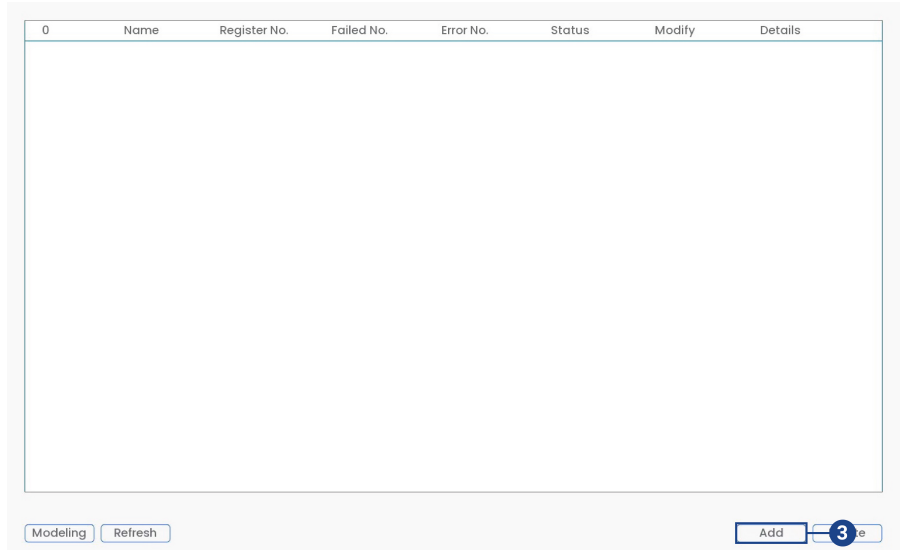 0 Name Register No. Failed No. Error No. Status Modify Details
Modeling Refresh Add 3